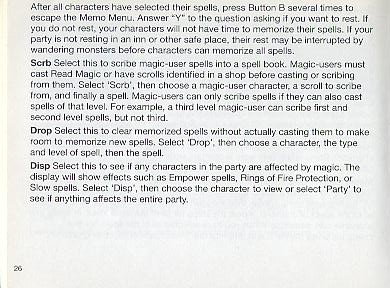 After all characters have selected their spells, press Button B several times to
escape the Memo Menu. Answer "Y" to the question asking if you want to rest. If
you do not rest, your characters will not have time to memorize their spells. If your
party is not resting in an inn or other safe place, their rest may be interrupted by
wandering monsters before characters can memorize all spells.
Scrb Select this to scribe magic-user spells into a spell book. Magic-users must
cast Read Magic or have scrolls identified in a shop before casting or scribing
from them. Select 'Scrb', then choose a magic-user character, a scroll to scribe
from, and finally a spell. Magic-users can only scribe spells if they can also cast
spells of that level. For example, a third level magic-user can scribe first and
second level spells, but not third.
Drop Select this to clear memorized spells without actually casting them to make
room to memorize new spells. Select 'Drop', then choose a character, the type
and level of spell, then the spell.
Disp Select this to see if any characters in the party are affected by magic. The
display will show effects such as Empower spells, Rings of Fire Protection, or
Slow spells. Select 'Disp', then choose the character to view or select 'Party' to
see if anything affects the entire party.
26